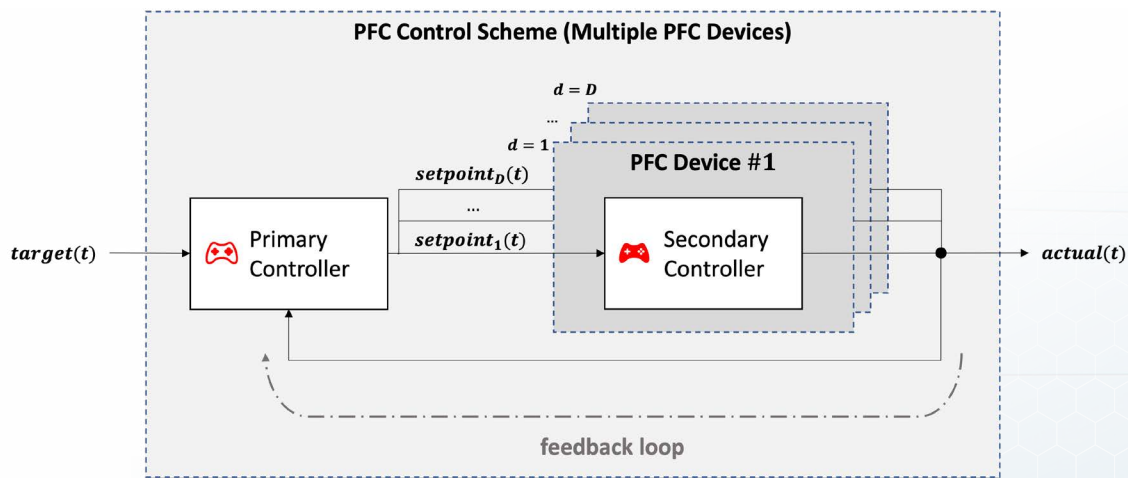 PFC Control Scheme (Multiple PFC Devices)
d = D
...
d = 1
PFC Device #1
setpoint_D(t)
...
setpoint_1(t)
target(t)
Primary
Controller
Secondary
Controller
actual(t)
feedback loop